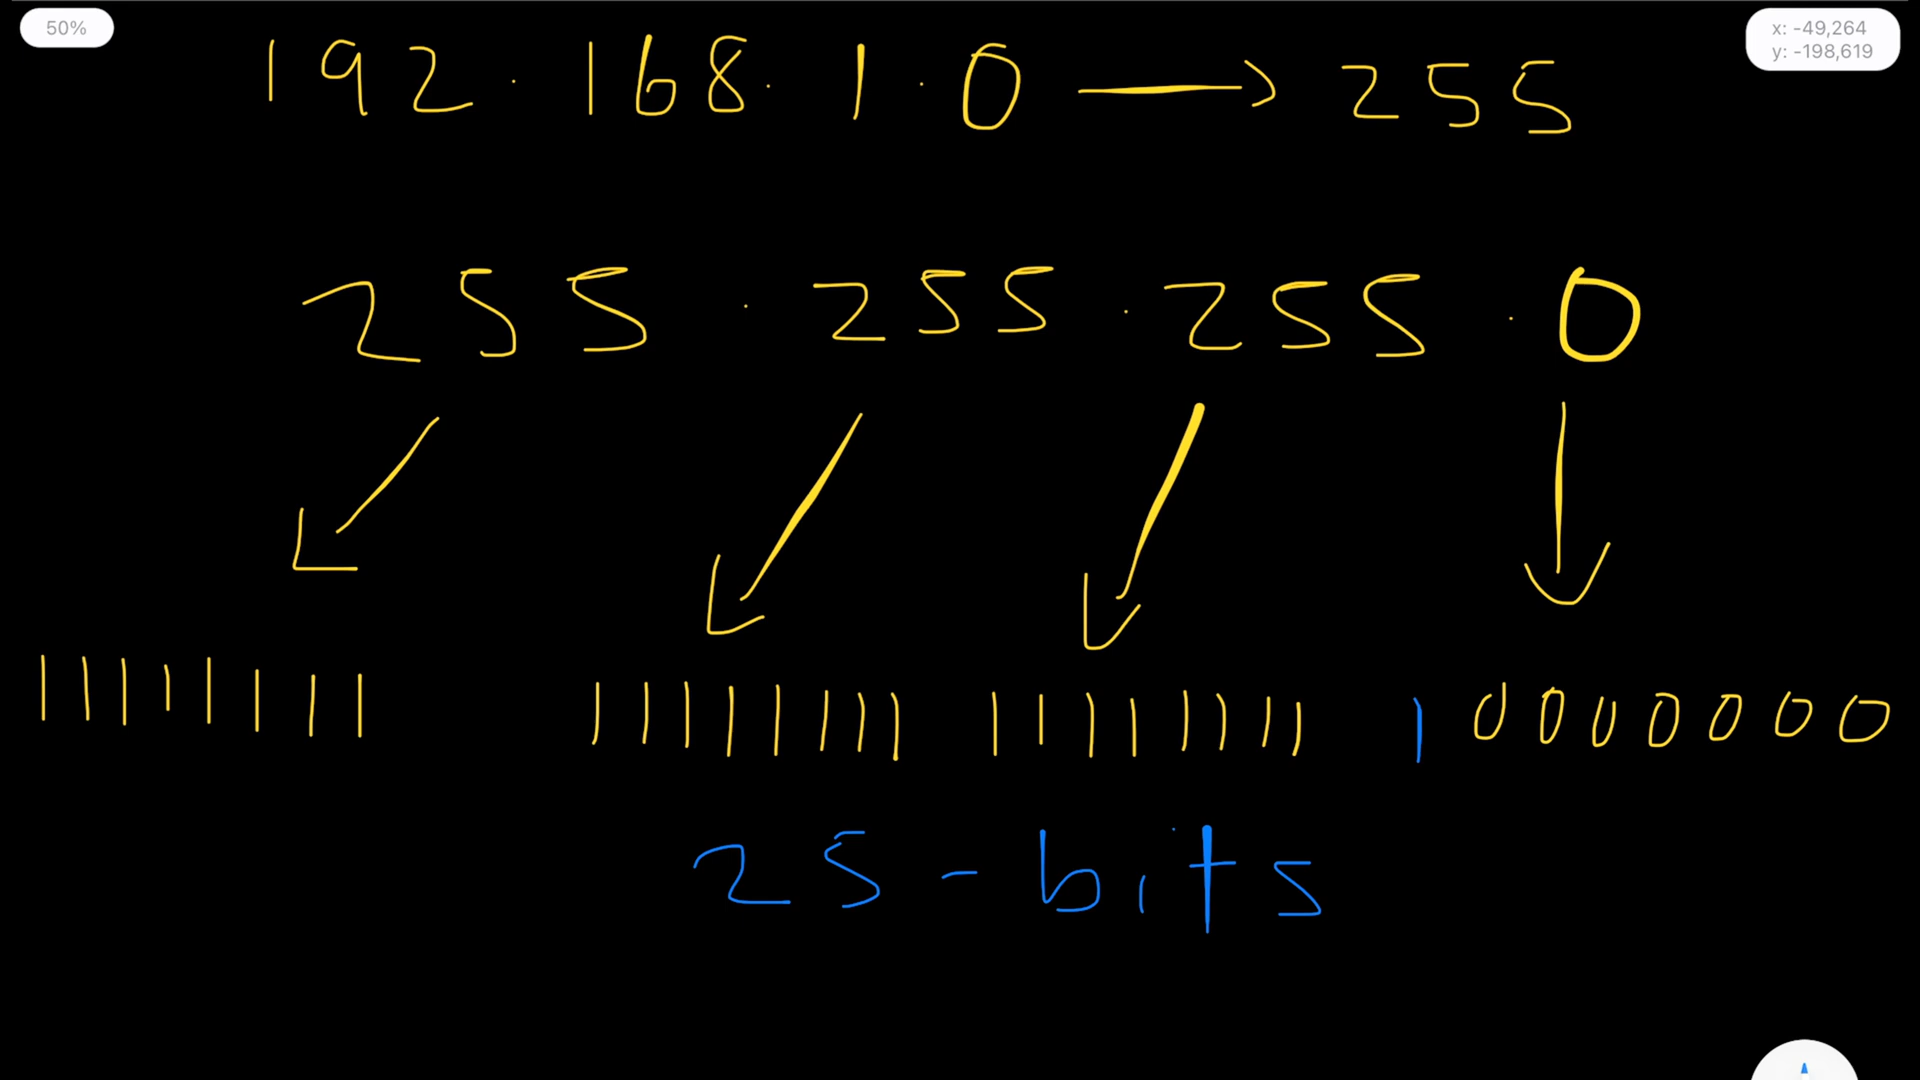 50%
x: -49,264
y: -198,619
192.168.1.0 → 255
255.255.255.0
11111111 11111111 11111111 10000000
25-bits